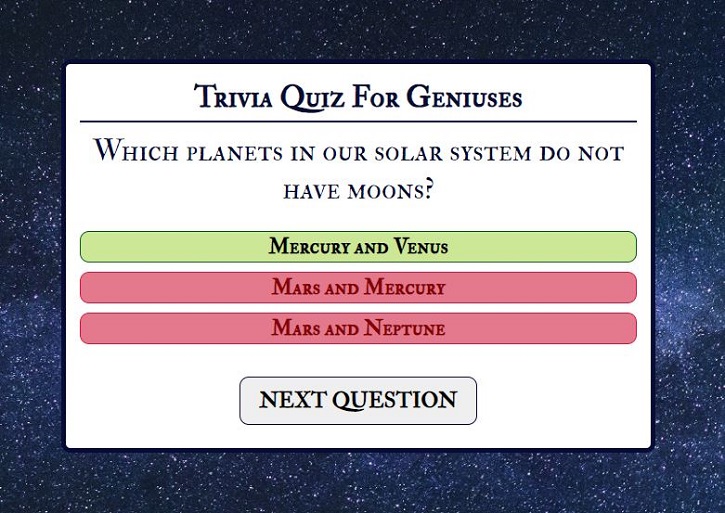 Trivia Quiz For Geniuses
Which planets in our solar system do not
have moons?
Mercury and Venus
Mars and Mercury
Mars and Neptune
NEXT QUESTION